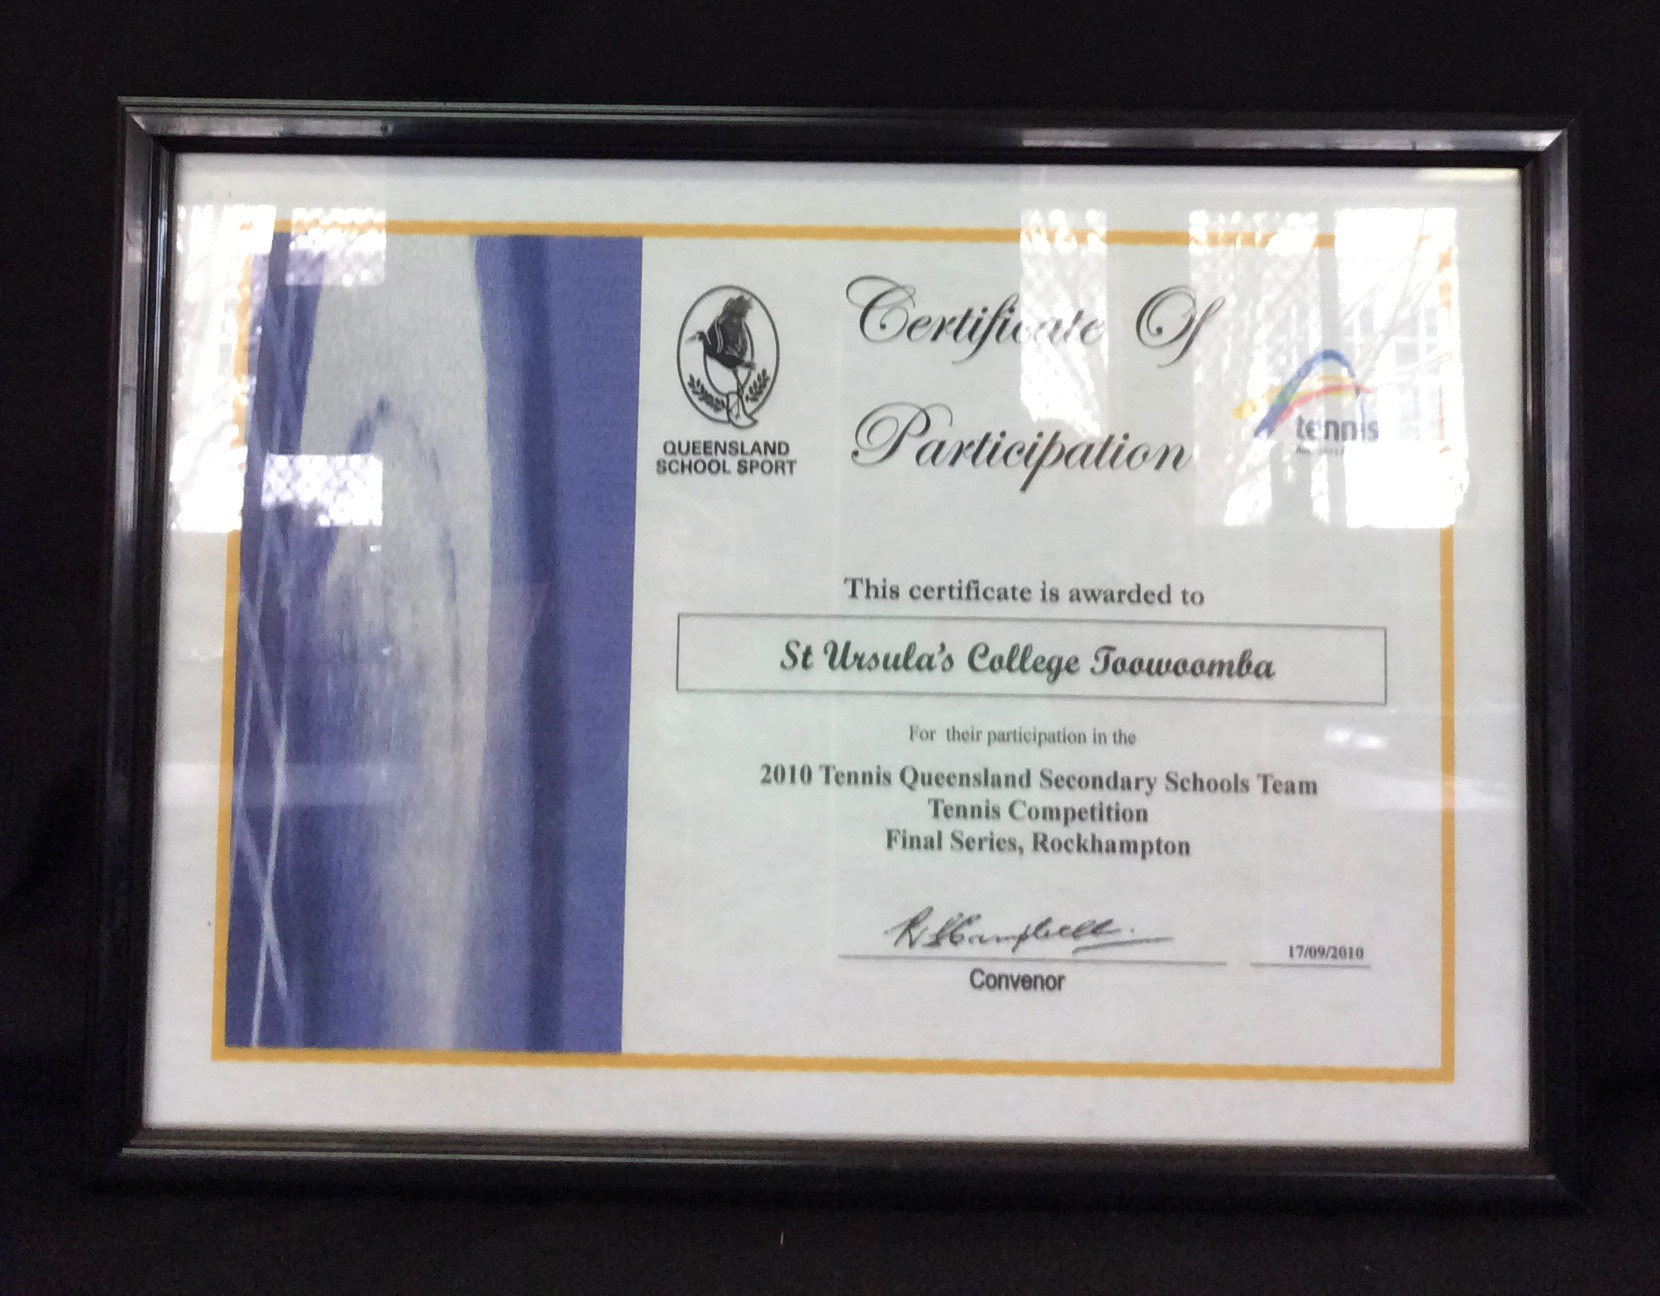 Certificate Of
Participation
QUEENSLAND
SCHOOL SPORT
tennis
This certificate is awarded to
St Ursula's College Toowoomba
For their participation in the
2010 Tennis Queensland Secondary Schools Team
Tennis Competition
Final Series, Rockhampton
Convenor
17/09/2010